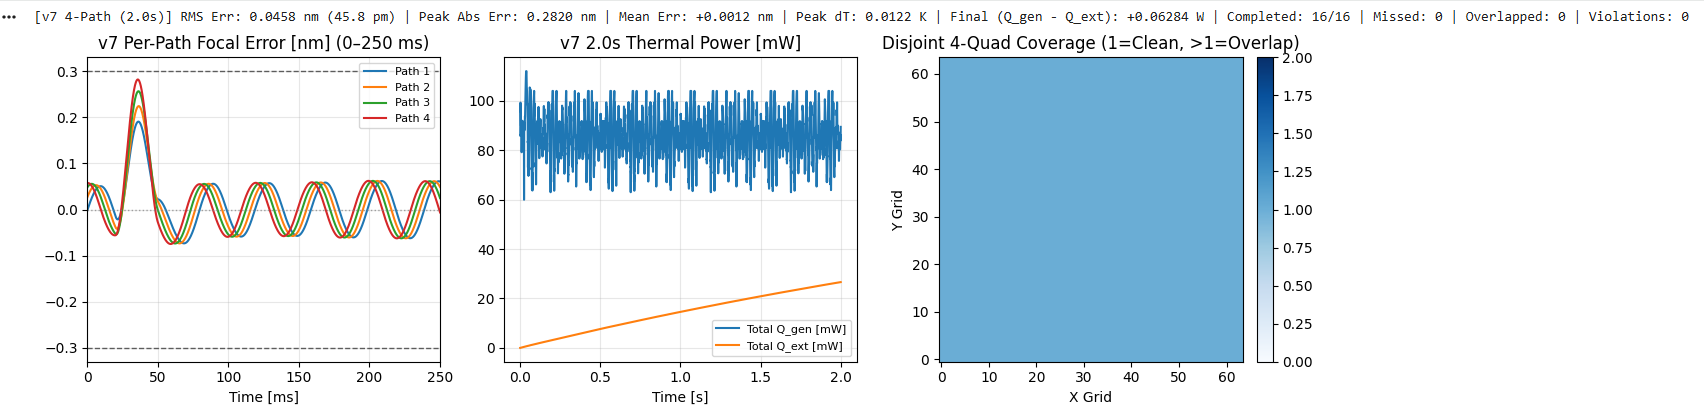 ••• [v7 4-Path (2.0s)] RMS Err: 0.0458 nm (45.8 pm) | Peak Abs Err: 0.2820 nm | Mean Err: +0.0012 nm | Peak dT: 0.0122 K | Final (Q_gen - Q_ext): +0.06284 W | Completed: 16/16 | Missed: 0 | Overlapped: 0 | Violations: 0
v7 Per-Path Focal Error [nm] (0–250 ms)
0.3
0.2
0.1
0.0
−0.1
−0.2
−0.3
Path 1
Path 2
Path 3
Path 4
0 50 100 150 200 250
Time [ms]
v7 2.0s Thermal Power [mW]
100
80
60
40
20
0
Total Q_gen [mW]
Total Q_ext [mW]
0.0 0.5 1.0 1.5 2.0
Time [s]
Disjoint 4-Quad Coverage (1=Clean, >1=Overlap)
Y Grid
60
50
40
30
20
10
0
0 10 20 30 40 50 60
X Grid
2.00
1.75
1.50
1.25
1.00
0.75
0.50
0.25
0.00